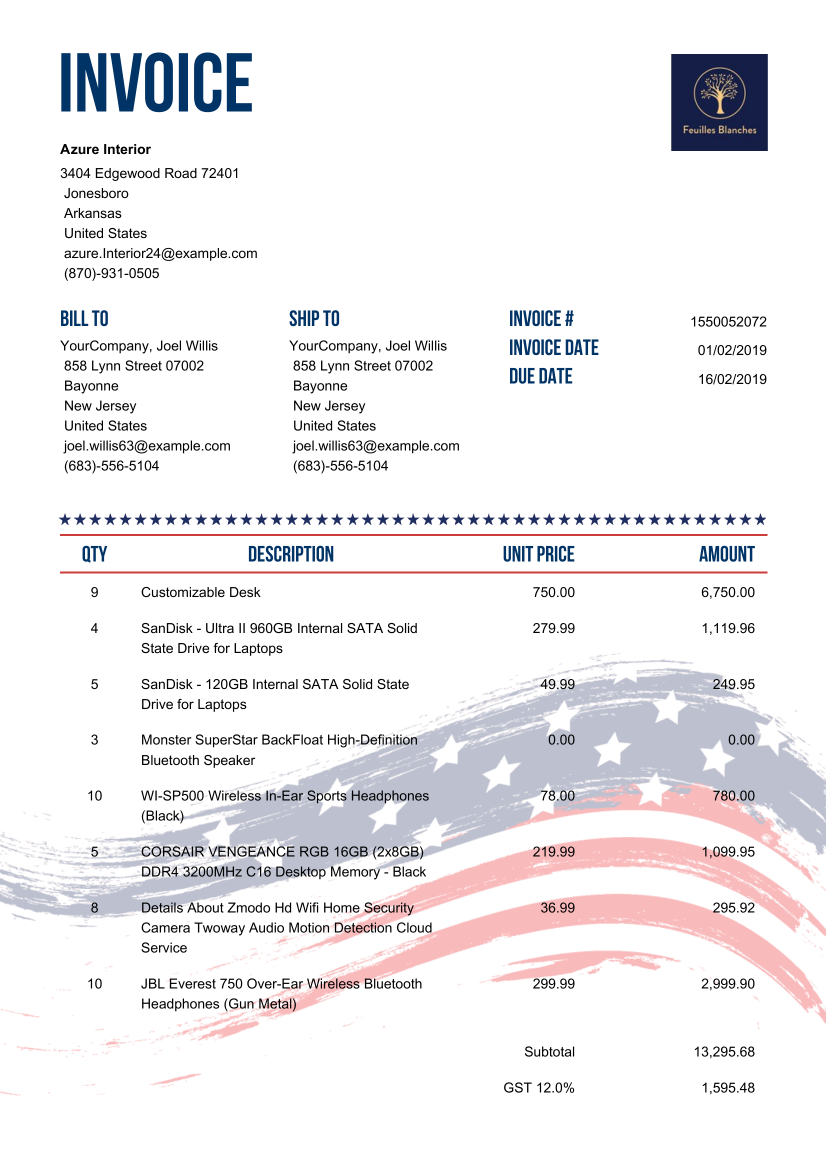 INVOICE
Feuilles Blanches
Azure Interior
3404 Edgewood Road 72401
Jonesboro
Arkansas
United States
azure.Interior24@example.com
(870)-931-0505
BILL TO
YourCompany, Joel Willis
858 Lynn Street 07002
Bayonne
New Jersey
United States
joel.willis63@example.com
(683)-556-5104
SHIP TO
YourCompany, Joel Willis
858 Lynn Street 07002
Bayonne
New Jersey
United States
joel.willis63@example.com
(683)-556-5104
INVOICE # 1550052072
INVOICE DATE 01/02/2019
DUE DATE 16/02/2019
QTY DESCRIPTION UNIT PRICE AMOUNT
9 Customizable Desk 750.00 6,750.00
4 SanDisk - Ultra II 960GB Internal SATA Solid 279.99 1,119.96
State Drive for Laptops
5 SanDisk - 120GB Internal SATA Solid State 49.99 249.95
Drive for Laptops
3 Monster SuperStar BackFloat High-Definition 0.00 0.00
Bluetooth Speaker
10 WI-SP500 Wireless In-Ear Sports Headphones 78.00 780.00
(Black)
5 CORSAIR VENGEANCE RGB 16GB (2x8GB) 219.99 1,099.95
DDR4 3200MHz C16 Desktop Memory - Black
8 Details About Zmodo Hd Wifi Home Security 36.99 295.92
Camera Twoway Audio Motion Detection Cloud
Service
10 JBL Everest 750 Over-Ear Wireless Bluetooth 299.99 2,999.90
Headphones (Gun Metal)
Subtotal 13,295.68
GST 12.0% 1,595.48